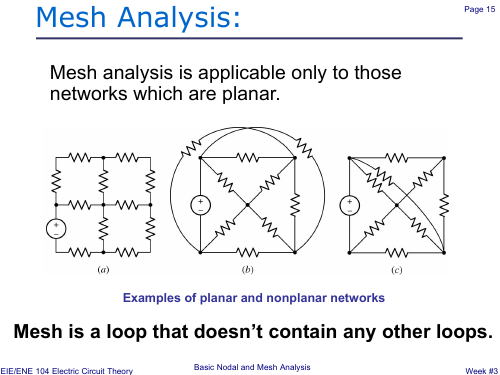 Mesh Analysis:
Page 15
Mesh analysis is applicable only to those
networks which are planar.
+
−
+
−
+
−
(a)
(b)
(c)
Examples of planar and nonplanar networks
Mesh is a loop that doesn’t contain any other loops.
EIE/ENE 104 Electric Circuit Theory
Basic Nodal and Mesh Analysis
Week #3